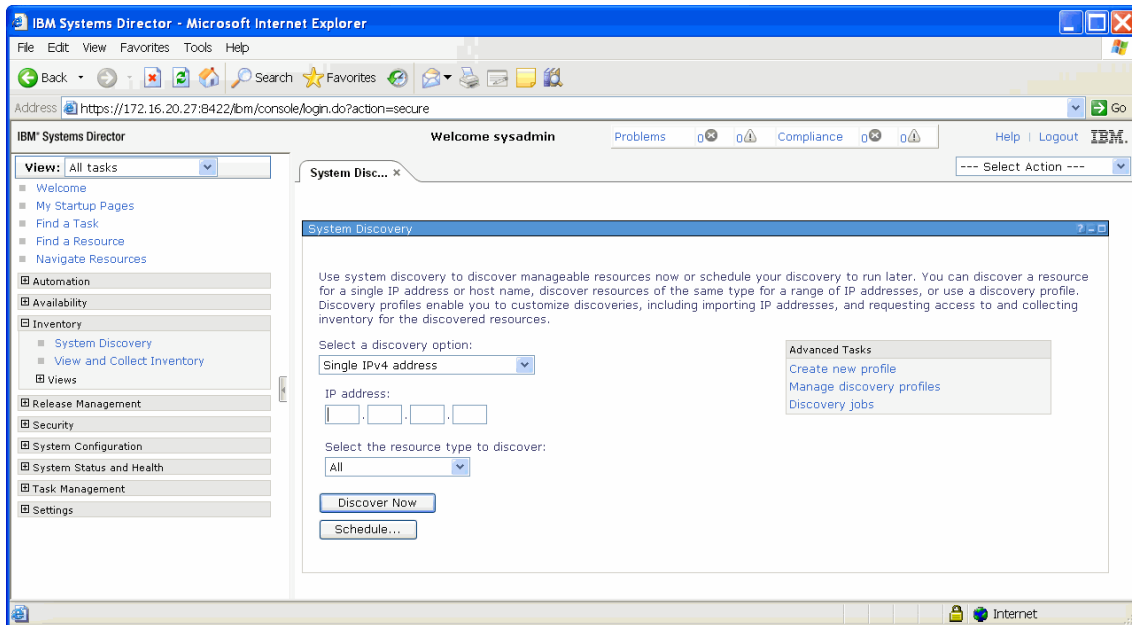 IBM Systems Director - Microsoft Internet Explorer
File Edit View Favorites Tools Help
Back Search Favorites
Address https://172.16.20.27:8422/ibm/console/login.do?action=secure Go
IBM® Systems Director Welcome sysadmin Problems 0 0 Compliance 0 0 Help | Logout IBM.
View: All tasks
System Disc... × --- Select Action ---
Welcome
My Startup Pages
Find a Task
Find a Resource
Navigate Resources
Automation
Availability
Inventory
System Discovery
View and Collect Inventory
Views
Release Management
Security
System Configuration
System Status and Health
Task Management
Settings
System Discovery
Use system discovery to discover manageable resources now or schedule your discovery to run later. You can discover a resource
for a single IP address or host name, discover resources of the same type for a range of IP addresses, or use a discovery profile.
Discovery profiles enable you to customize discoveries, including importing IP addresses, and requesting access to and collecting
inventory for the discovered resources.
Select a discovery option:
Single IPv4 address
IP address:
. . .
Select the resource type to discover:
All
Discover Now
Schedule...
Advanced Tasks
Create new profile
Manage discovery profiles
Discovery jobs
Internet